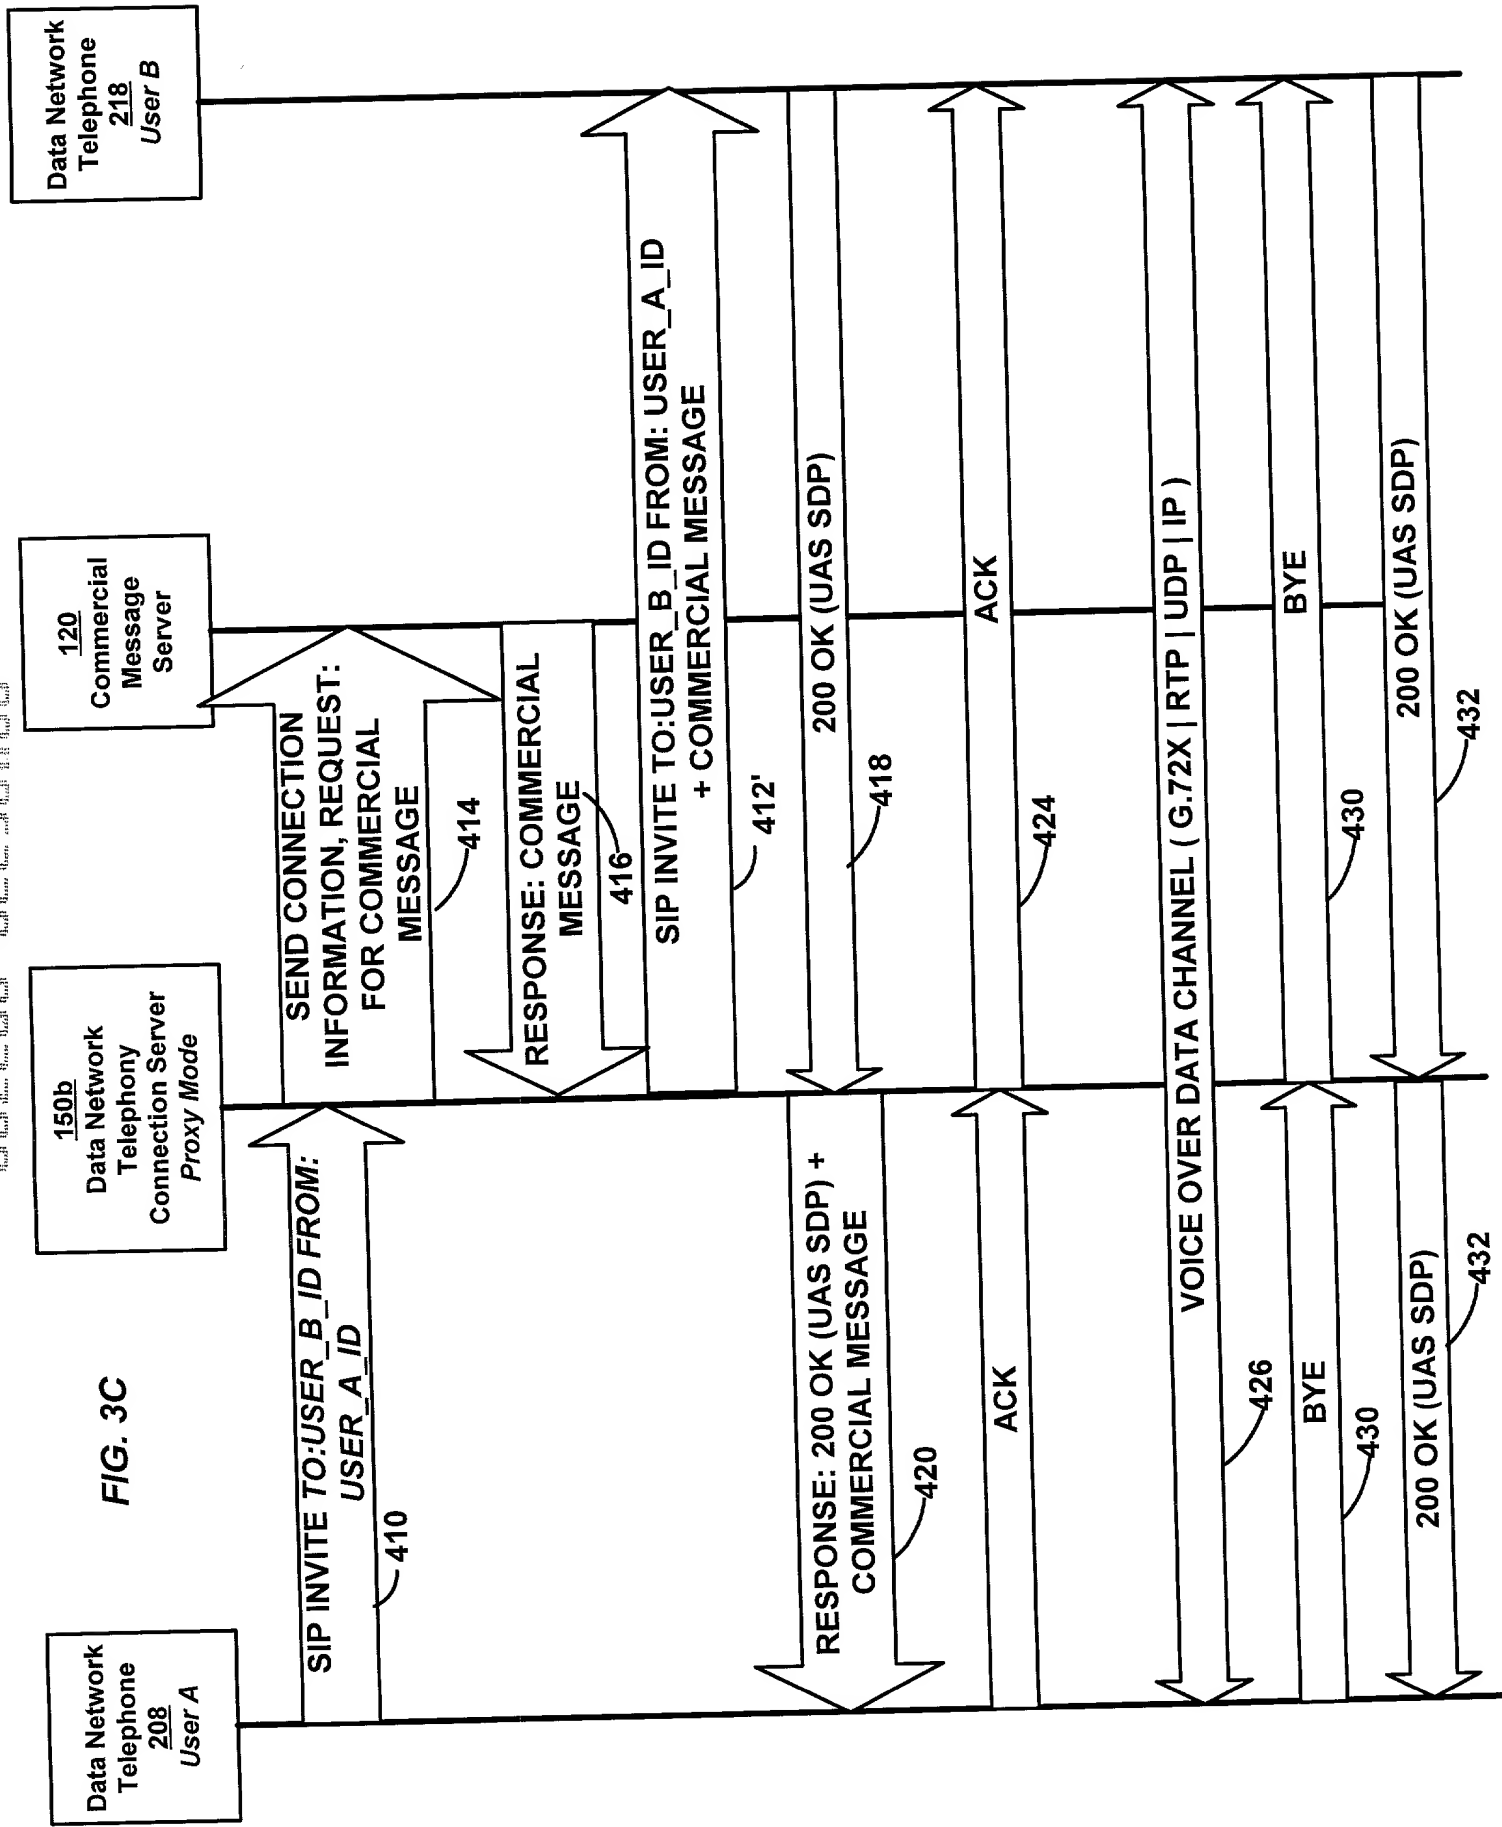 FIG. 3C
Data Network
Telephone
208
User A
150b
Data Network
Telephony
Connection Server
Proxy Mode
120
Commercial
Message
Server
Data Network
Telephone
218
User B
SIP INVITE TO:USER_B_ID FROM:
USER_A_ID
410
SEND CONNECTION
INFORMATION, REQUEST:
FOR COMMERCIAL
MESSAGE
414
RESPONSE: COMMERCIAL
MESSAGE
416
SIP INVITE TO:USER_B_ID FROM: USER_A_ID
+ COMMERCIAL MESSAGE
412'
200 OK (UAS SDP)
418
RESPONSE: 200 OK (UAS SDP) +
COMMERCIAL MESSAGE
420
ACK
ACK
424
VOICE OVER DATA CHANNEL ( G.72X | RTP | UDP | IP )
426
BYE
430
BYE
430
200 OK (UAS SDP)
432
200 OK (UAS SDP)
432